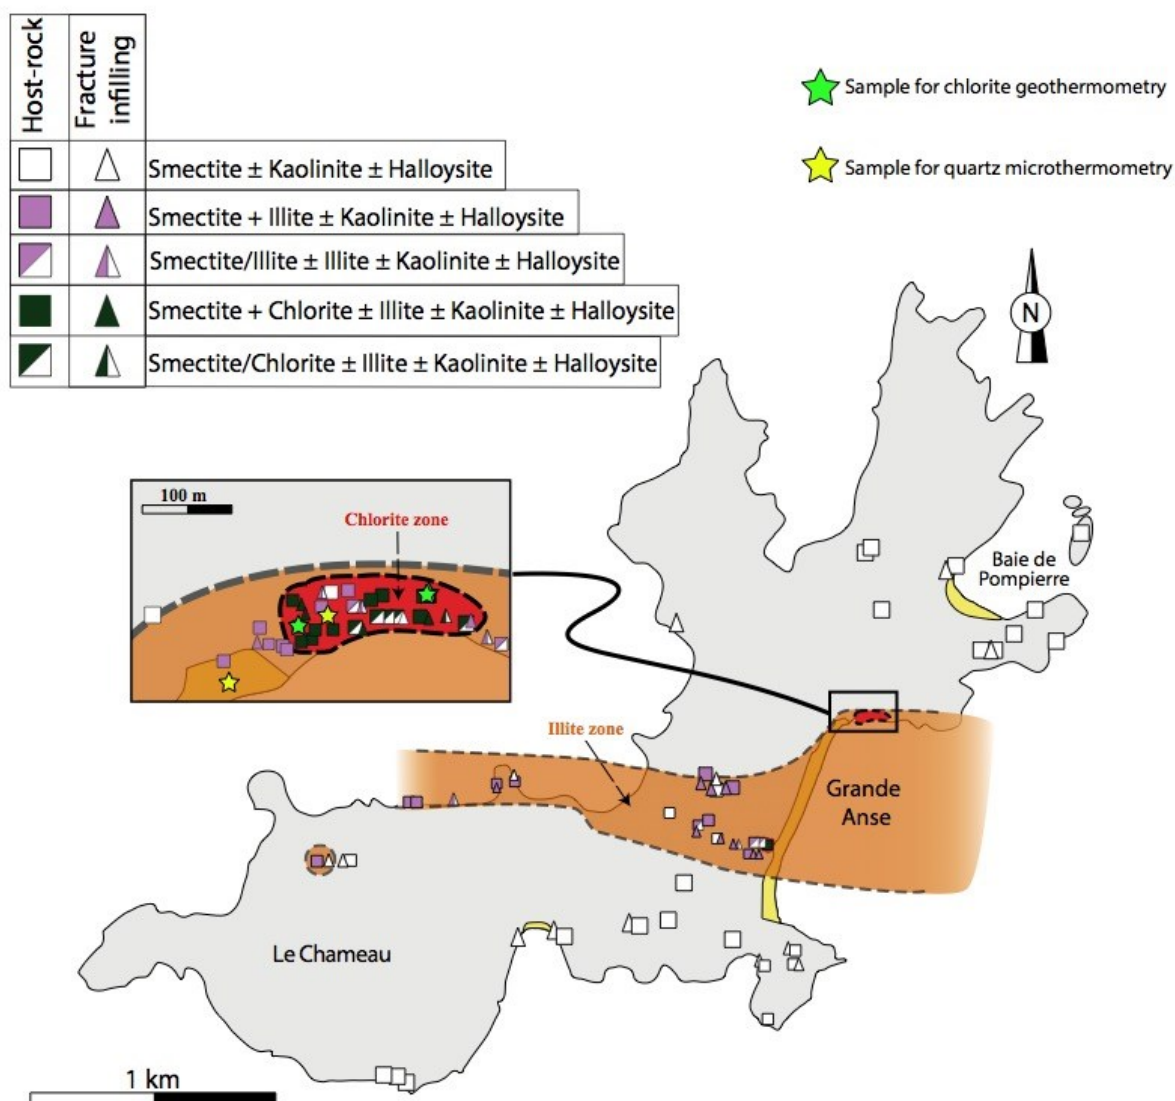 Host-rock
Fracture
infilling
Smectite ± Kaolinite ± Halloysite
Smectite + Illite ± Kaolinite ± Halloysite
Smectite/Illite ± Illite ± Kaolinite ± Halloysite
Smectite + Chlorite ± Illite ± Kaolinite ± Halloysite
Smectite/Chlorite ± Illite ± Kaolinite ± Halloysite
Sample for chlorite geothermometry
Sample for quartz microthermometry
N
100 m
Chlorite zone
Baie de
Pompierre
Illite zone
Grande
Anse
Le Chameau
1 km